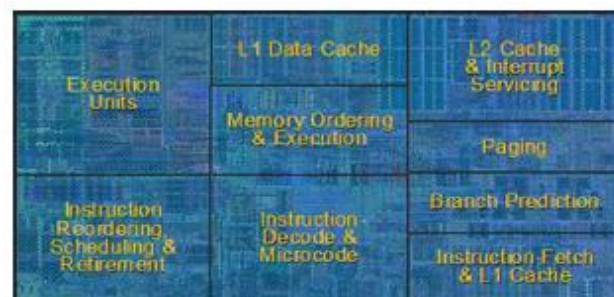 Execution
Units
L1 Data Cache
L2 Cache
& Interrupt
Servicing
Memory Ordering
& Execution
Paging
Instruction
Reordering,
Scheduling &
Retirement
Instruction
Decode &
Microcode
Branch Prediction
Instruction Fetch
& L1 Cache